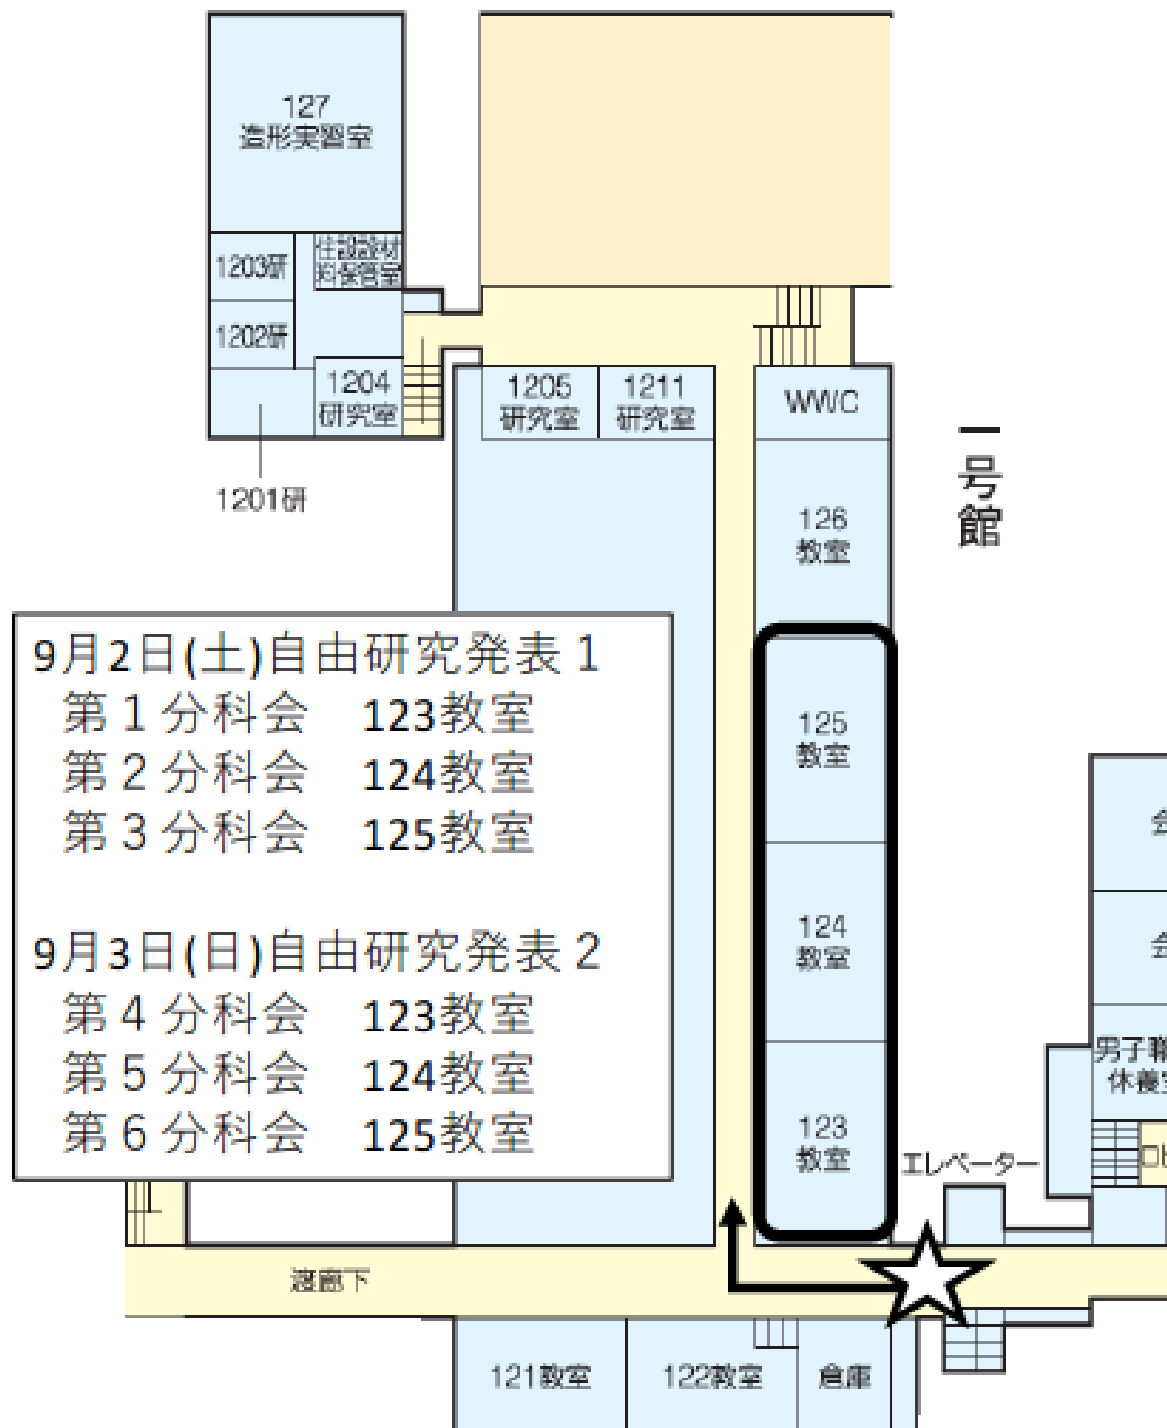 127
造形実習室
1203研
住設設材
料保管室
1202研
1204
研究室
1201研
1205
研究室
1211
研究室
WWC
一号館
126
教室
9月2日(土)自由研究発表1
第1分科会 123教室
第2分科会 124教室
第3分科会 125教室
9月3日(日)自由研究発表2
第4分科会 123教室
第5分科会 124教室
第6分科会 125教室
125
教室
124
教室
123
教室
会
会
男子職
休養室
エレベーター
ロビ
渡廊下
121教室
122教室
倉庫